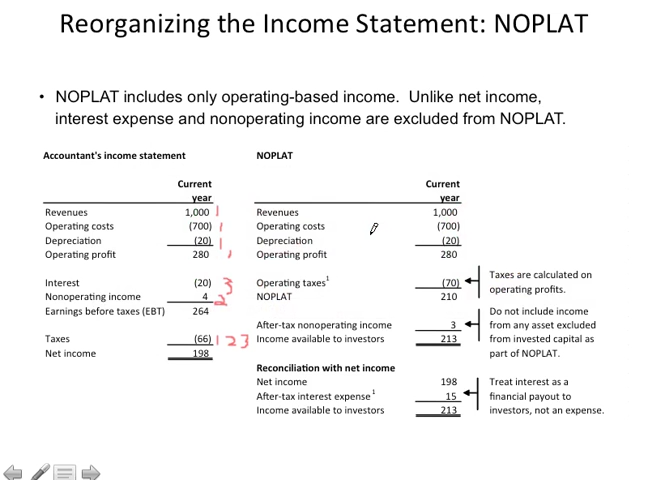 Reorganizing the Income Statement: NOPLAT
• NOPLAT includes only operating-based income. Unlike net income,
interest expense and nonoperating income are excluded from NOPLAT.
Accountant's income statement
Current
year
Revenues 1,000 1
Operating costs (700) 1
Depreciation (20) 1
Operating profit 280 1
Interest (20) 3
Nonoperating income 4 2
Earnings before taxes (EBT) 264
Taxes (66) 1 2 3
Net income 198
NOPLAT
Current
year
Revenues 1,000
Operating costs (700)
Depreciation (20)
Operating profit 280
Operating taxes1 (70)
NOPLAT 210
After-tax nonoperating income 3
Income available to investors 213
Reconciliation with net income
Net income 198
After-tax interest expense1 15
Income available to investors 213
Taxes are calculated on
operating profits.
Do not include income
from any asset excluded
from invested capital as
part of NOPLAT.
Treat interest as a
financial payout to
investors, not an expense.